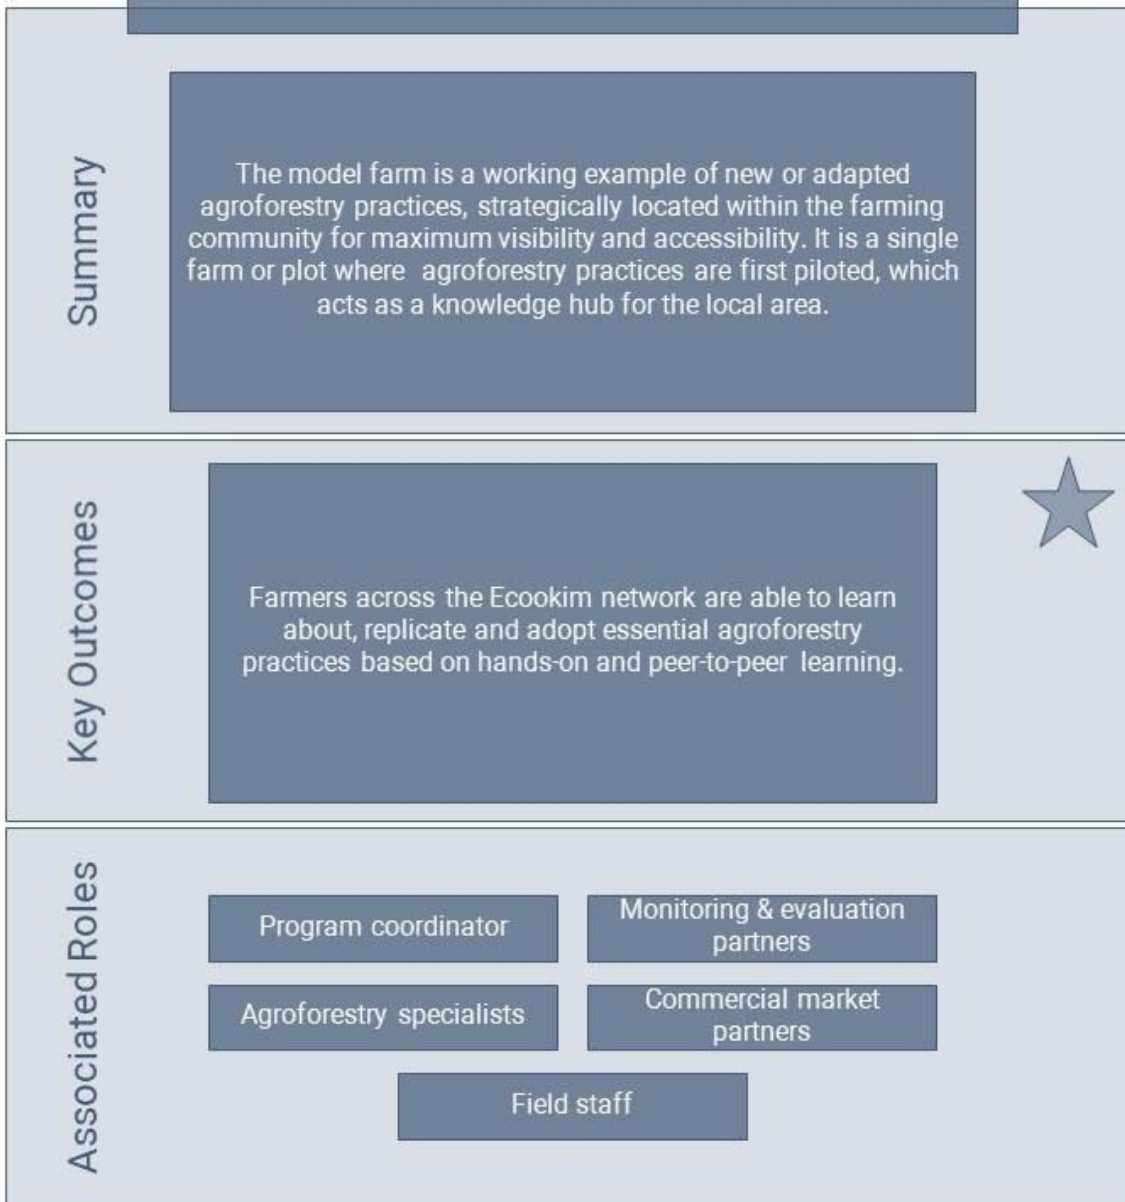 Summary
The model farm is a working example of new or adapted
agroforestry practices, strategically located within the farming
community for maximum visibility and accessibility. It is a single
farm or plot where agroforestry practices are first piloted, which
acts as a knowledge hub for the local area.
Key Outcomes
Farmers across the Ecookim network are able to learn
about, replicate and adopt essential agroforestry
practices based on hands-on and peer-to-peer learning.
Associated Roles
Program coordinator
Monitoring & evaluation
partners
Agroforestry specialists
Commercial market
partners
Field staff